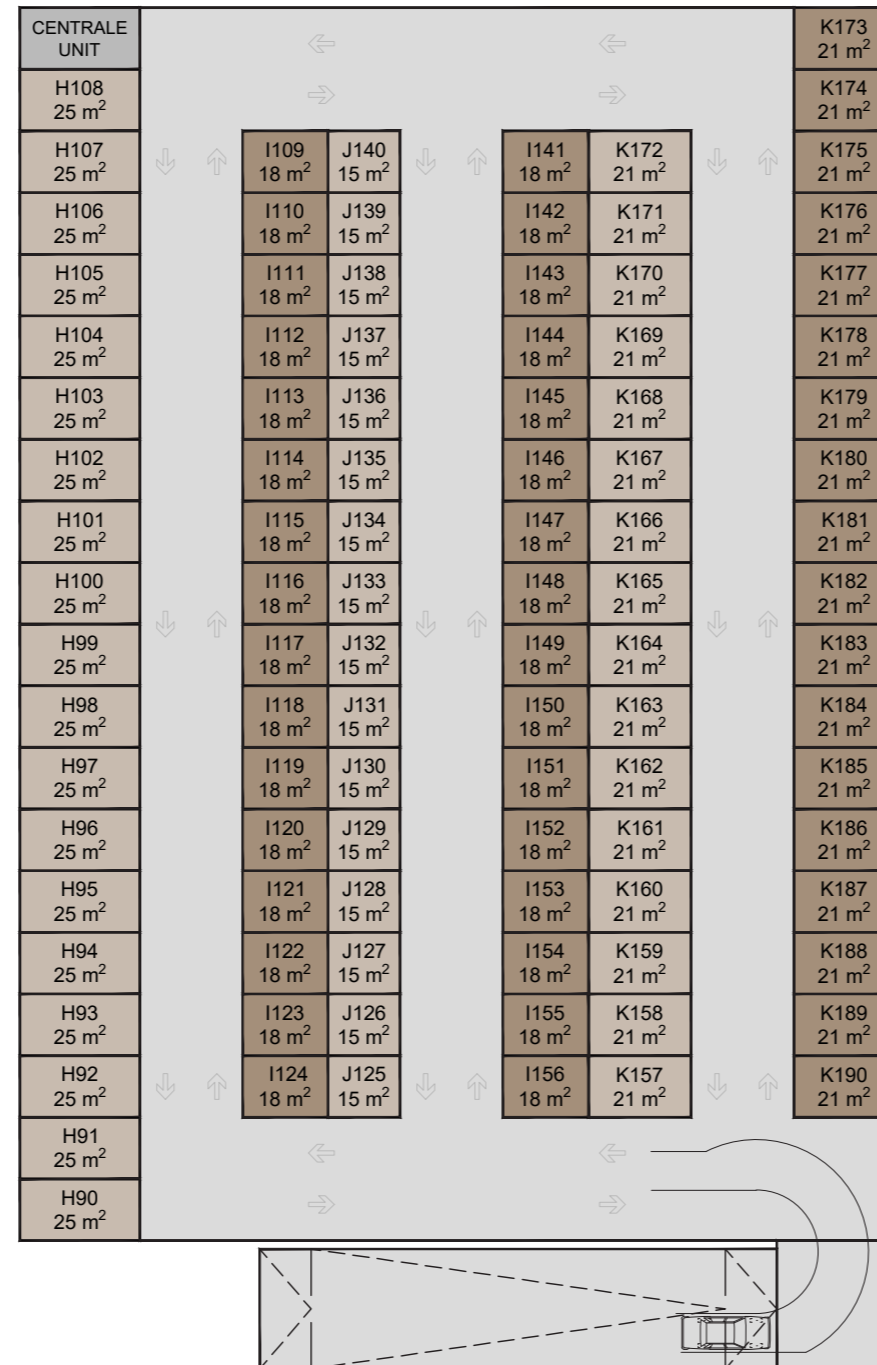 CENTRALE
UNIT
H108
25 m²
H107
25 m²
H106
25 m²
H105
25 m²
H104
25 m²
H103
25 m²
H102
25 m²
H101
25 m²
H100
25 m²
H99
25 m²
H98
25 m²
H97
25 m²
H96
25 m²
H95
25 m²
H94
25 m²
H93
25 m²
H92
25 m²
H91
25 m²
H90
25 m²
I109
18 m²
I110
18 m²
I111
18 m²
I112
18 m²
I113
18 m²
I114
18 m²
I115
18 m²
I116
18 m²
I117
18 m²
I118
18 m²
I119
18 m²
I120
18 m²
I121
18 m²
I122
18 m²
I123
18 m²
I124
18 m²
J140
15 m²
J139
15 m²
J138
15 m²
J137
15 m²
J136
15 m²
J135
15 m²
J134
15 m²
J133
15 m²
J132
15 m²
J131
15 m²
J130
15 m²
J129
15 m²
J128
15 m²
J127
15 m²
J126
15 m²
J125
15 m²
I141
18 m²
I142
18 m²
I143
18 m²
I144
18 m²
I145
18 m²
I146
18 m²
I147
18 m²
I148
18 m²
I149
18 m²
I150
18 m²
I151
18 m²
I152
18 m²
I153
18 m²
I154
18 m²
I155
18 m²
I156
18 m²
K172
21 m²
K171
21 m²
K170
21 m²
K169
21 m²
K168
21 m²
K167
21 m²
K166
21 m²
K165
21 m²
K164
21 m²
K163
21 m²
K162
21 m²
K161
21 m²
K160
21 m²
K159
21 m²
K158
21 m²
K157
21 m²
K173
21 m²
K174
21 m²
K175
21 m²
K176
21 m²
K177
21 m²
K178
21 m²
K179
21 m²
K180
21 m²
K181
21 m²
K182
21 m²
K183
21 m²
K184
21 m²
K185
21 m²
K186
21 m²
K187
21 m²
K188
21 m²
K189
21 m²
K190
21 m²